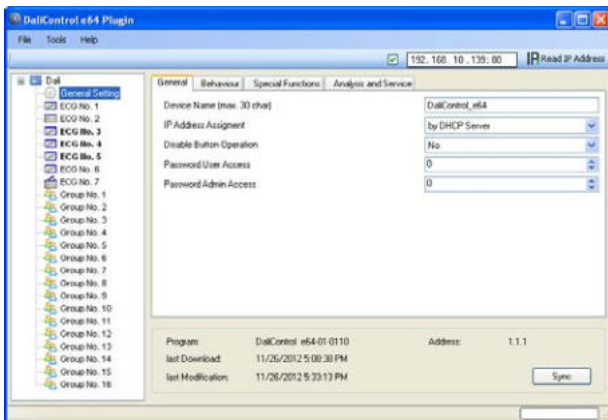 DaliControl e64 Plugin
File Tools Help
192. 168. 10 .139: 80 IP Read IP Address
Dali
General Setting
ECG No. 1
ECG No. 2
ECG No. 3
ECG No. 4
ECG No. 5
ECG No. 6
ECG No. 7
Group No. 1
Group No. 2
Group No. 3
Group No. 4
Group No. 5
Group No. 6
Group No. 7
Group No. 8
Group No. 9
Group No. 10
Group No. 11
Group No. 12
Group No. 13
Group No. 14
Group No. 15
Group No. 16
General Behaviour Special Functions Analysis and Service
Device Name (max. 30 char) DaliControl_e64
IP Address Assignment by DHCP Server
Disable Button Operation No
Password User Access 0
Password Admin Access 0
Program: DaliControl e64-01-0110 Address: 1.1.1
last Download: 11/26/2012 5:08:38 PM
last Modification: 11/26/2012 5:33:13 PM
Sync